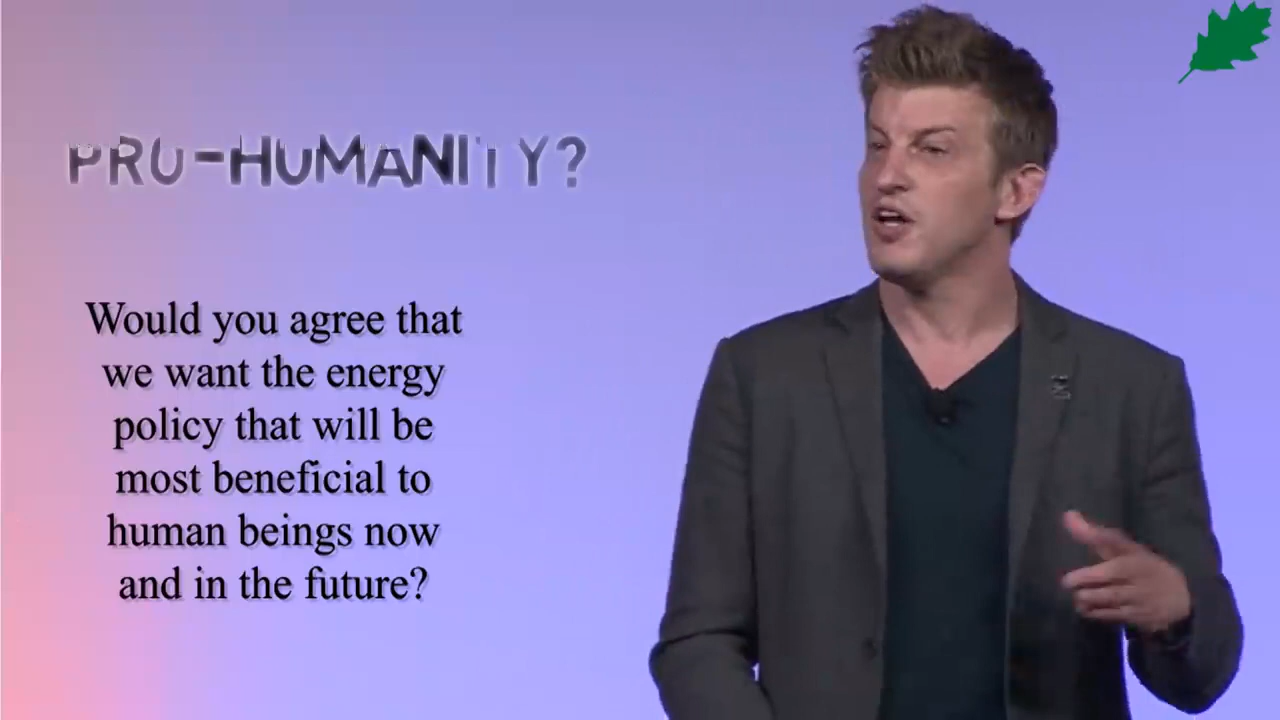 PRO-HUMANITY?
Would you agree that
we want the energy
policy that will be
most beneficial to
human beings now
and in the future?